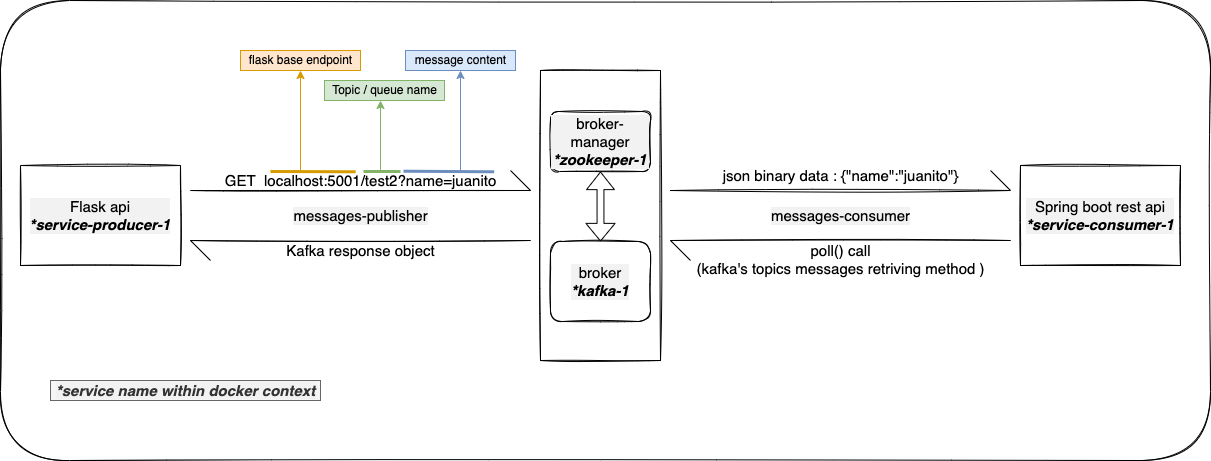 flask base endpoint
message content
Topic / queue name
GET  localhost:5001/test2?name=juanito
messages-publisher
Kafka response object
Flask api
*service-producer-1
broker-
manager
*zookeeper-1
broker
*kafka-1
json binary data : {"name":"juanito"}
messages-consumer
poll() call
(kafka's topics messages retriving method )
Spring boot rest api
*service-consumer-1
*service name within docker context